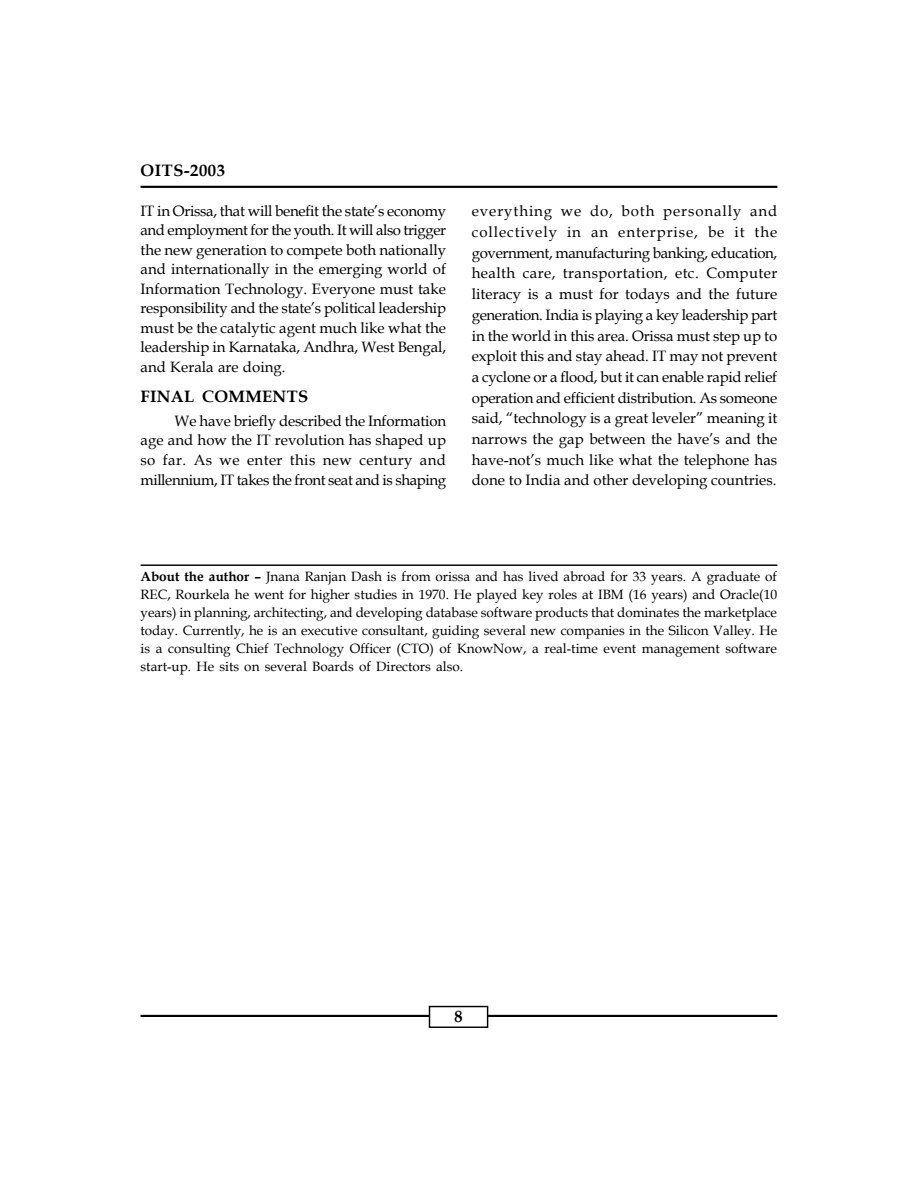 OITS-2003
IT in Orissa, that will benefit the state’s economy
and employment for the youth. It will also trigger
the new generation to compete both nationally
and internationally in the emerging world of
Information Technology. Everyone must take
responsibility and the state’s political leadership
must be the catalytic agent much like what the
leadership in Karnataka, Andhra, West Bengal,
and Kerala are doing.
FINAL COMMENTS
We have briefly described the Information
age and how the IT revolution has shaped up
so far. As we enter this new century and
millennium, IT takes the front seat and is shaping
everything we do, both personally and
collectively in an enterprise, be it the
government, manufacturing banking, education,
health care, transportation, etc. Computer
literacy is a must for todays and the future
generation. India is playing a key leadership part
in the world in this area. Orissa must step up to
exploit this and stay ahead. IT may not prevent
a cyclone or a flood, but it can enable rapid relief
operation and efficient distribution. As someone
said, “technology is a great leveler” meaning it
narrows the gap between the have’s and the
have-not’s much like what the telephone has
done to India and other developing countries.
About the author – Jnana Ranjan Dash is from orissa and has lived abroad for 33 years. A graduate of
REC, Rourkela he went for higher studies in 1970. He played key roles at IBM (16 years) and Oracle(10
years) in planning, architecting, and developing database software products that dominates the marketplace
today. Currently, he is an executive consultant, guiding several new companies in the Silicon Valley. He
is a consulting Chief Technology Officer (CTO) of KnowNow, a real-time event management software
start-up. He sits on several Boards of Directors also.
8